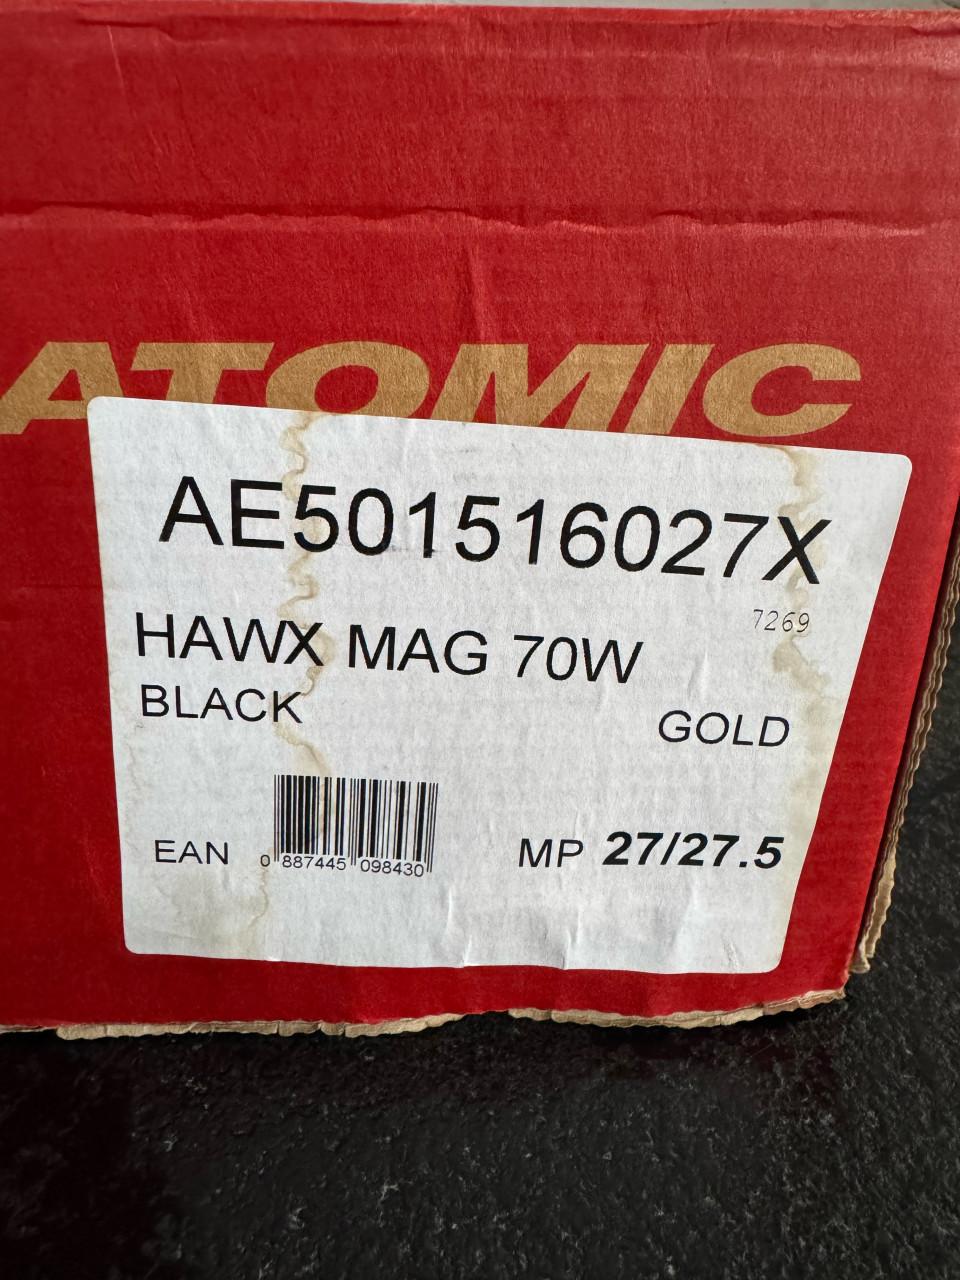 ATOMIC
AE501516027X
7269
HAWX MAG 70W
BLACK GOLD
EAN 0 887445 098430 MP 27/27.5